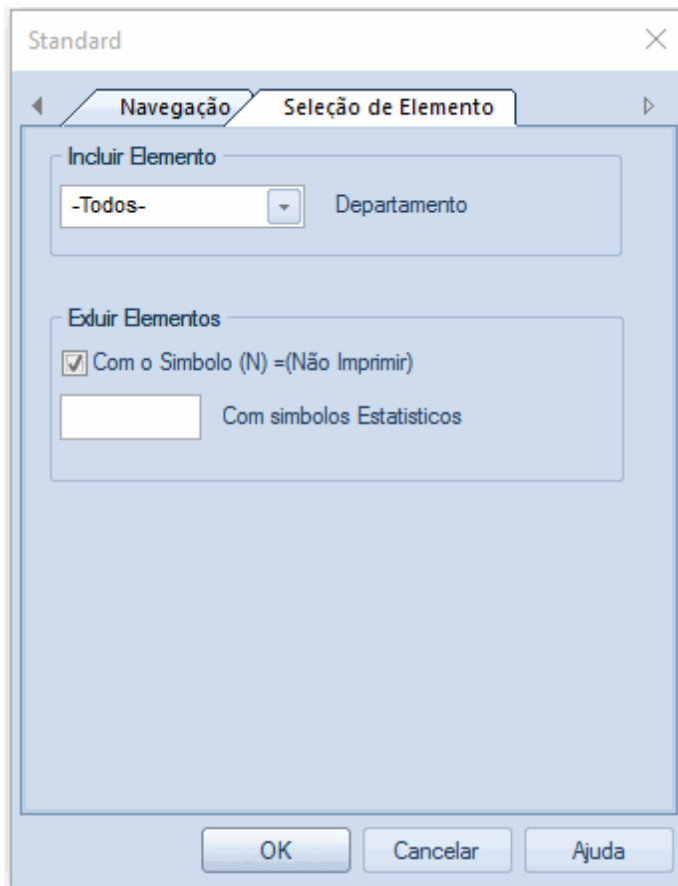 Standard
Navegação Seleção de Elemento
Incluir Elemento
-Todos- Departamento
Exluir Elementos
Com o Simbolo (N) =(Não Imprimir)
Com simbolos Estatisticos
OK Cancelar Ajuda